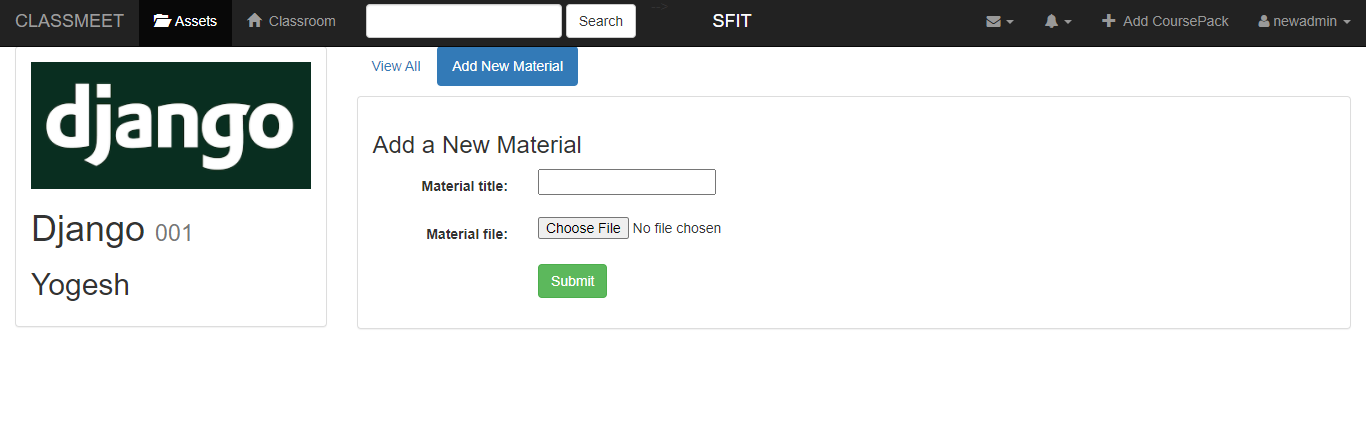 CLASSMEET Assets Classroom Search --> SFIT Add CoursePack newadmin
django
Django 001
Yogesh
View All Add New Material
Add a New Material
Material title:
Material file: Choose File No file chosen
Submit